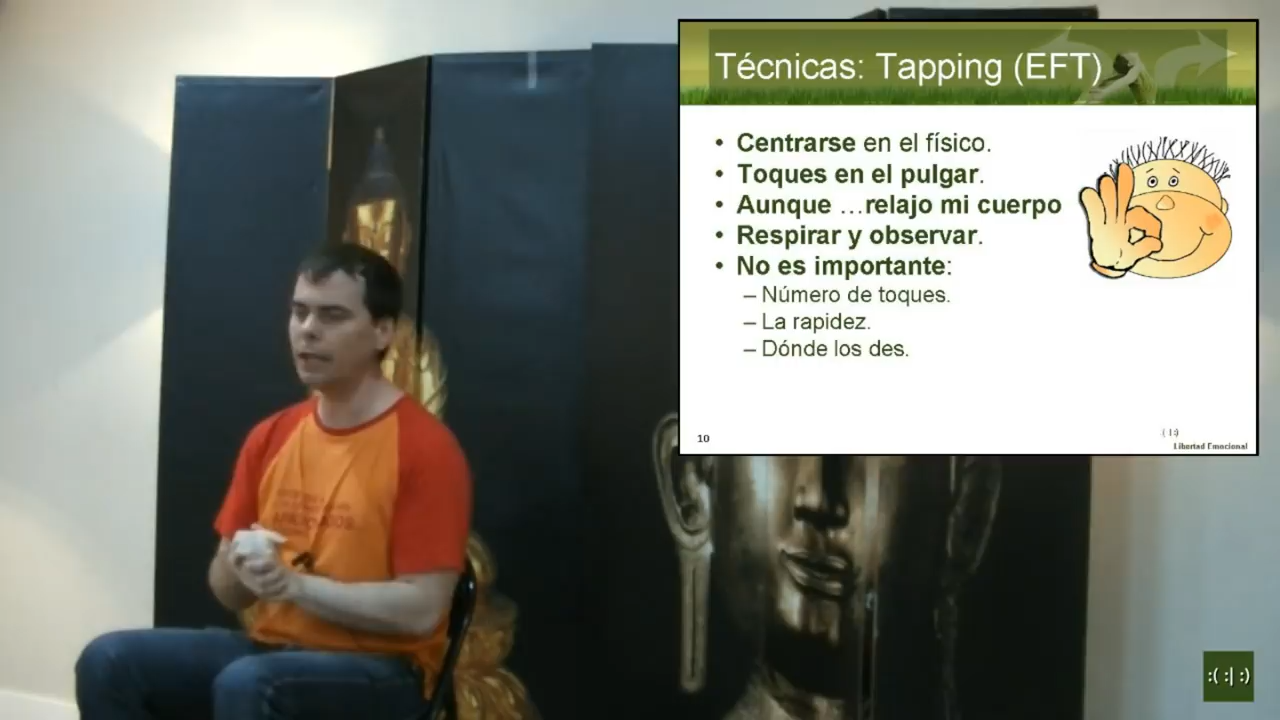 Técnicas: Tapping (EFT)
• Centrarse en el físico.
• Toques en el pulgar.
• Aunque …relajo mi cuerpo
• Respirar y observar.
• No es importante:
– Número de toques.
– La rapidez.
– Dónde los des.
( |:)
10
Libertad Emocional
:( :| :)